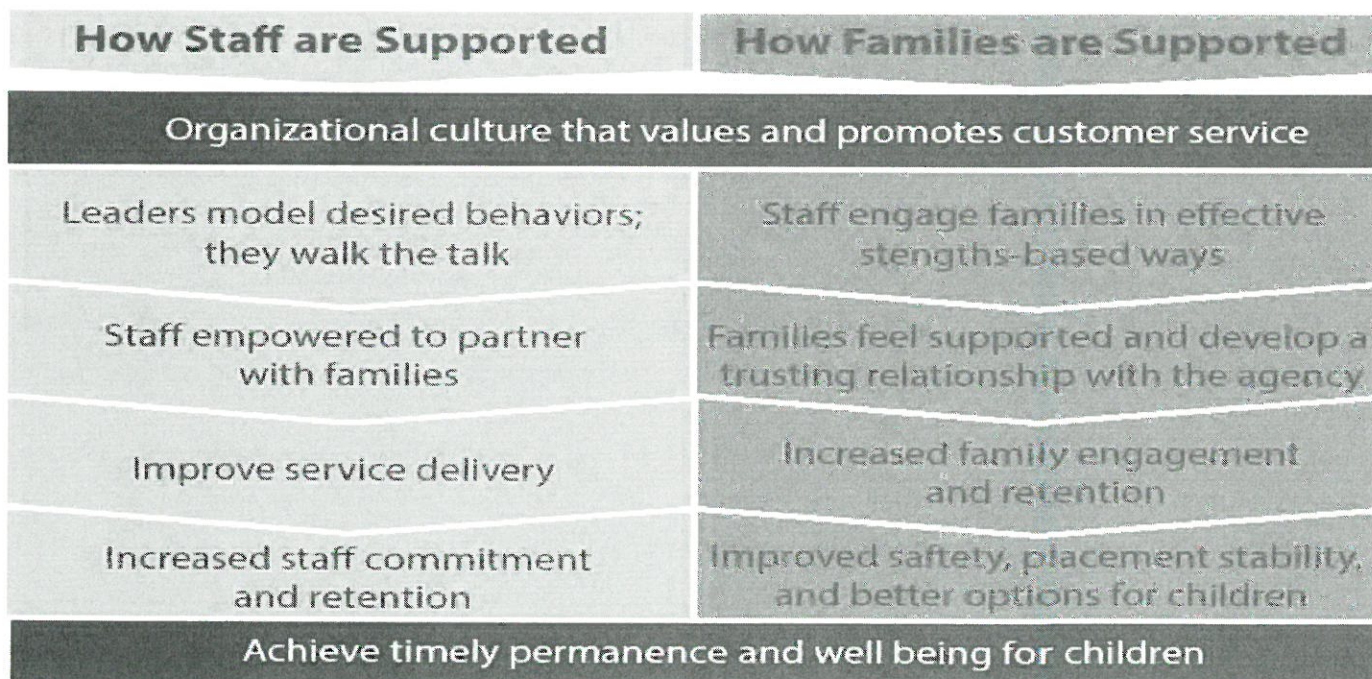 How Staff are Supported
How Families are Supported
Organizational culture that values and promotes customer service
Leaders model desired behaviors;
they walk the talk
Staff engage families in effective
stengths-based ways
Staff empowered to partner
with families
Families feel supported and develop a
trusting relationship with the agency
Improve service delivery
Increased family engagement
and retention
Increased staff commitment
and retention
Improved saftety, placement stability,
and better options for children
Achieve timely permanence and well being for children